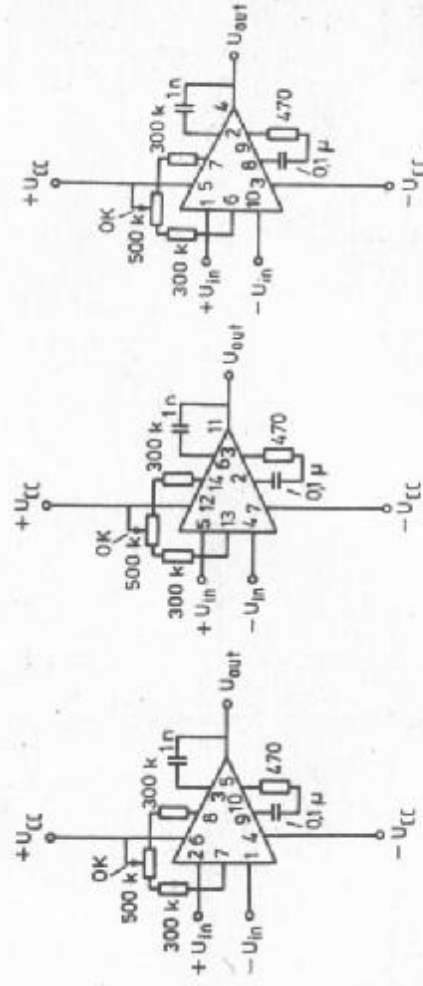 +UCC
0K
500 k
300 k
300 k
1n
+Uin
2
6
8
3
7
5
Uout
10
9
1
4
-Uin
470
0,1 μ
-UCC
+UCC
0K
500 k
300 k
300 k
1n
+Uin
5
12
14
6
13
11
Uout
3
2
4
7
-Uin
470
0,1 μ
-UCC
+UCC
0K
500 k
300 k
300 k
1n
+Uin
1
5
7
2
6
4
Uout
9
8
10
3
-Uin
470
0,1 μ
-UCC